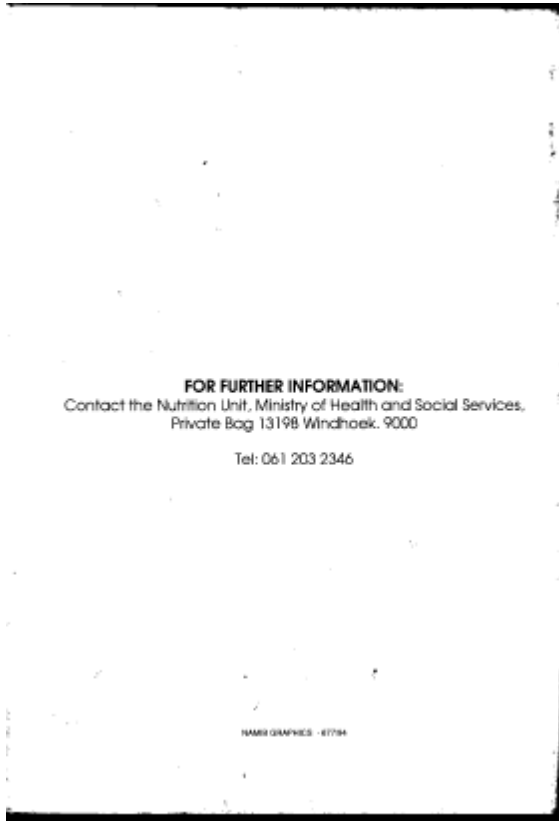 FOR FURTHER INFORMATION:
Contact the Nutrition Unit, Ministry of Health and Social Services,
Private Bag 13198 Windhoek. 9000
Tel: 061 203 2346
NAMIB GRAPHICS